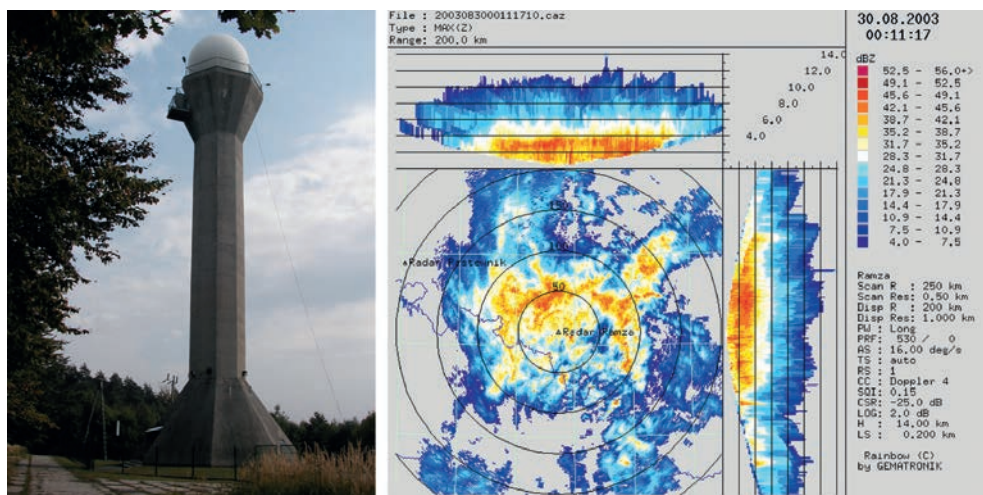 File : 2003083000111710.caz
Type : MAX(Z)
Range: 200.0 km
14.0
12.0
10.0
8.0
6.0
4.0
150
100
50
Radar Pastownik
Radar Ramza
30.08.2003
00:11:17
dBZ
52.5 - 56.0+>
49.1 - 52.5
45.6 - 49.1
42.1 - 45.6
38.7 - 42.1
35.2 - 38.7
31.7 - 35.2
28.3 - 31.7
24.8 - 28.3
21.3 - 24.8
17.9 - 21.3
14.4 - 17.9
10.9 - 14.4
7.5 - 10.9
4.0 - 7.5
Ramza
Scan R : 250 km
Scan Res: 0.50 km
Disp R : 200 km
Disp Res: 1.000 km
PW : Long
PRF: 530 / 0
AS : 16.00 deg/s
TS : auto
RS : 1
CC : Doppler 4
SQI: 0.15
CSR: -25.0 dB
LOG: 2.0 dB
H : 14.00 km
LS : 0.200 km
Rainbow (C)
by GEMATRONIK